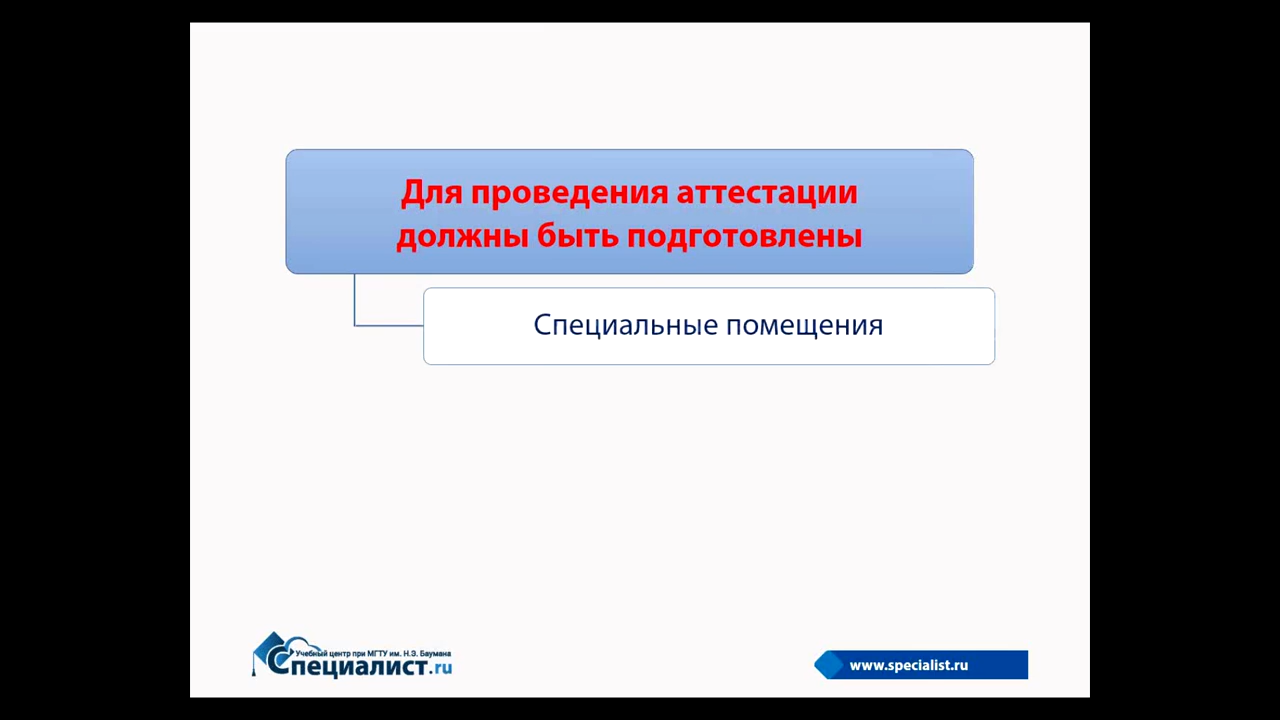 Для проведения аттестации
должны быть подготовлены
Специальные помещения
Учебный центр при МГТУ им. Н.Э. Баумана
Специалист.ru
www.specialist.ru